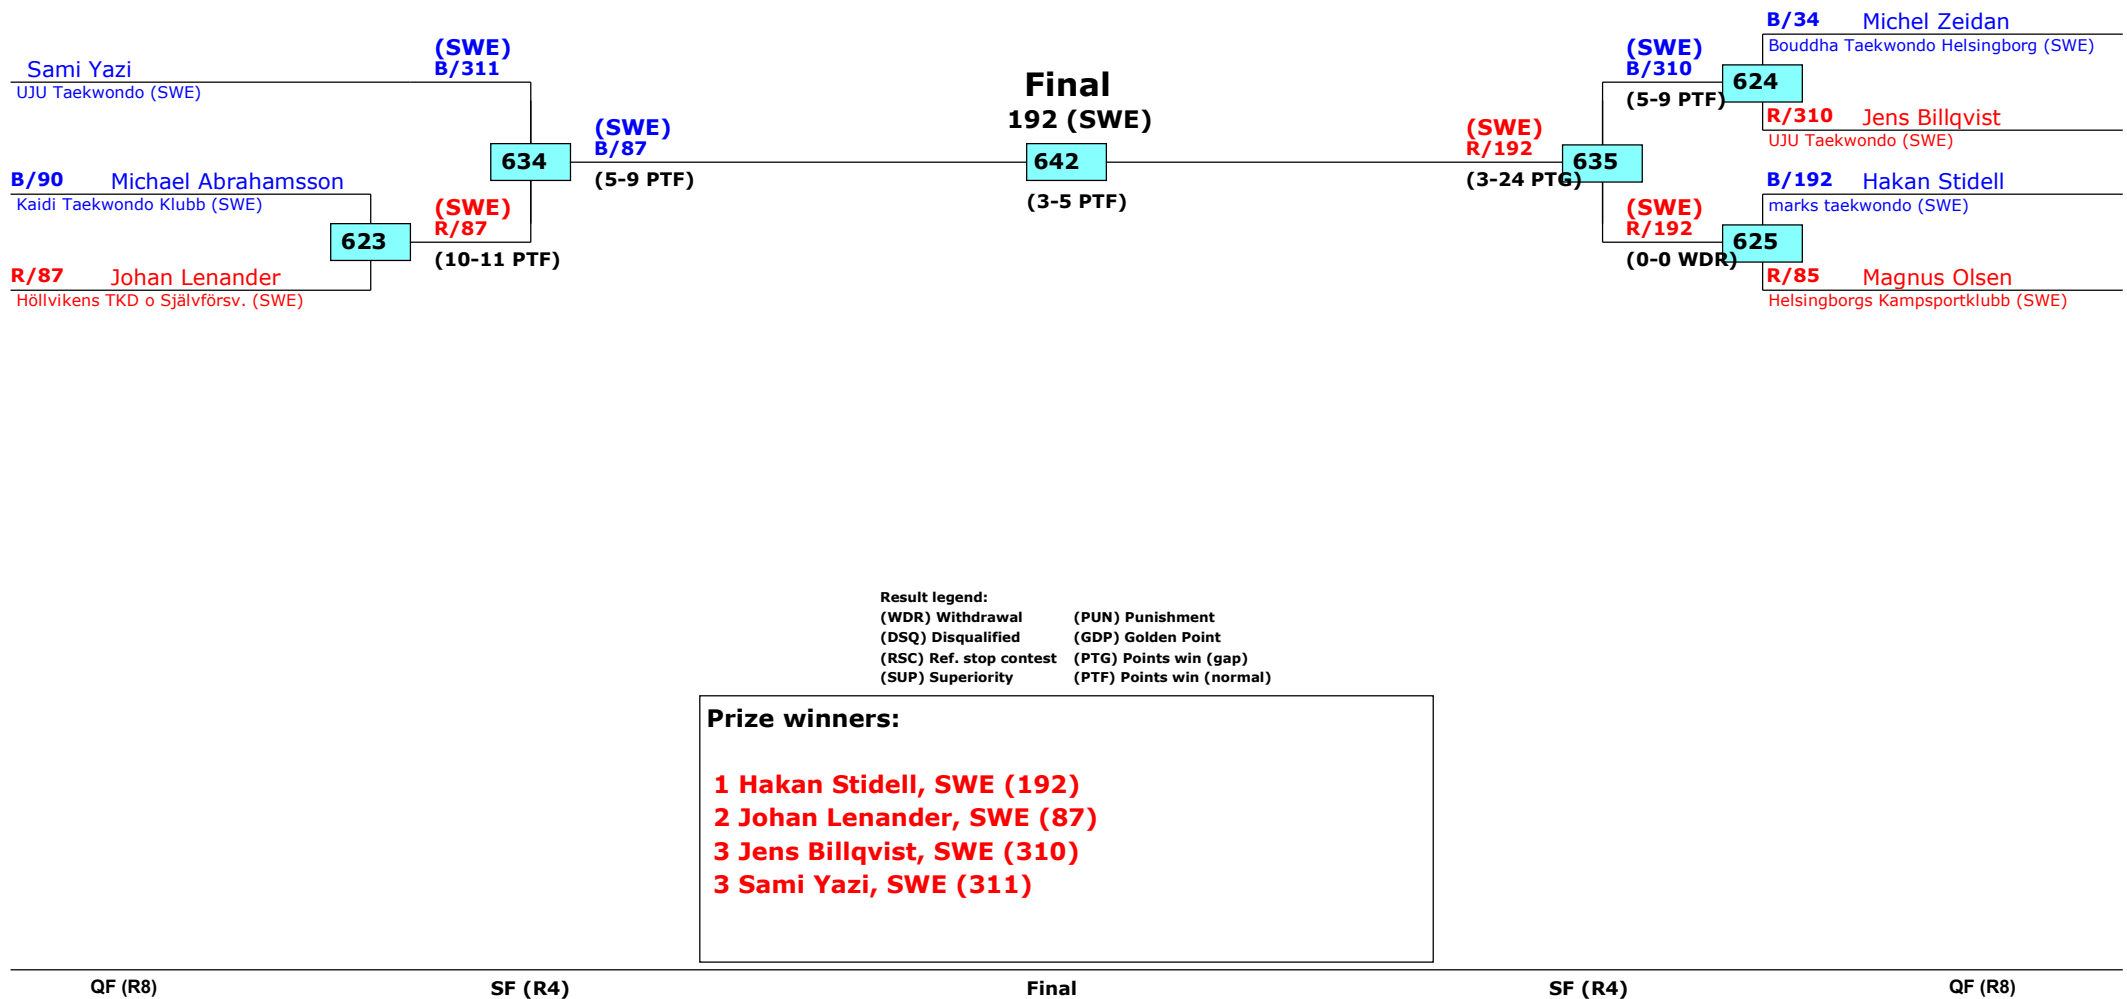 B/34 Michel Zeidan
Bouddha Taekwondo Helsingborg (SWE)
(SWE)
B/310
624
(5-9 PTF)
R/310 Jens Billqvist
UJU Taekwondo (SWE)
(SWE)
B/311
Sami Yazi
UJU Taekwondo (SWE)
Final
192 (SWE)
(SWE)
B/87
634
(5-9 PTF)
642
(3-5 PTF)
(SWE)
R/192
635
(3-24 PTG)
B/90 Michael Abrahamsson
Kaidi Taekwondo Klubb (SWE)
(SWE)
R/87
623
(10-11 PTF)
R/87 Johan Lenander
Höllvikens TKD o Självförsv. (SWE)
B/192 Hakan Stidell
marks taekwondo (SWE)
(SWE)
R/192
625
(0-0 WDR)
R/85 Magnus Olsen
Helsingborgs Kampsportklubb (SWE)
Result legend:
(WDR) Withdrawal (PUN) Punishment
(DSQ) Disqualified (GDP) Golden Point
(RSC) Ref. stop contest (PTG) Points win (gap)
(SUP) Superiority (PTF) Points win (normal)
Prize winners:
1 Hakan Stidell, SWE (192)
2 Johan Lenander, SWE (87)
3 Jens Billqvist, SWE (310)
3 Sami Yazi, SWE (311)
QF (R8) SF (R4) Final SF (R4) QF (R8)